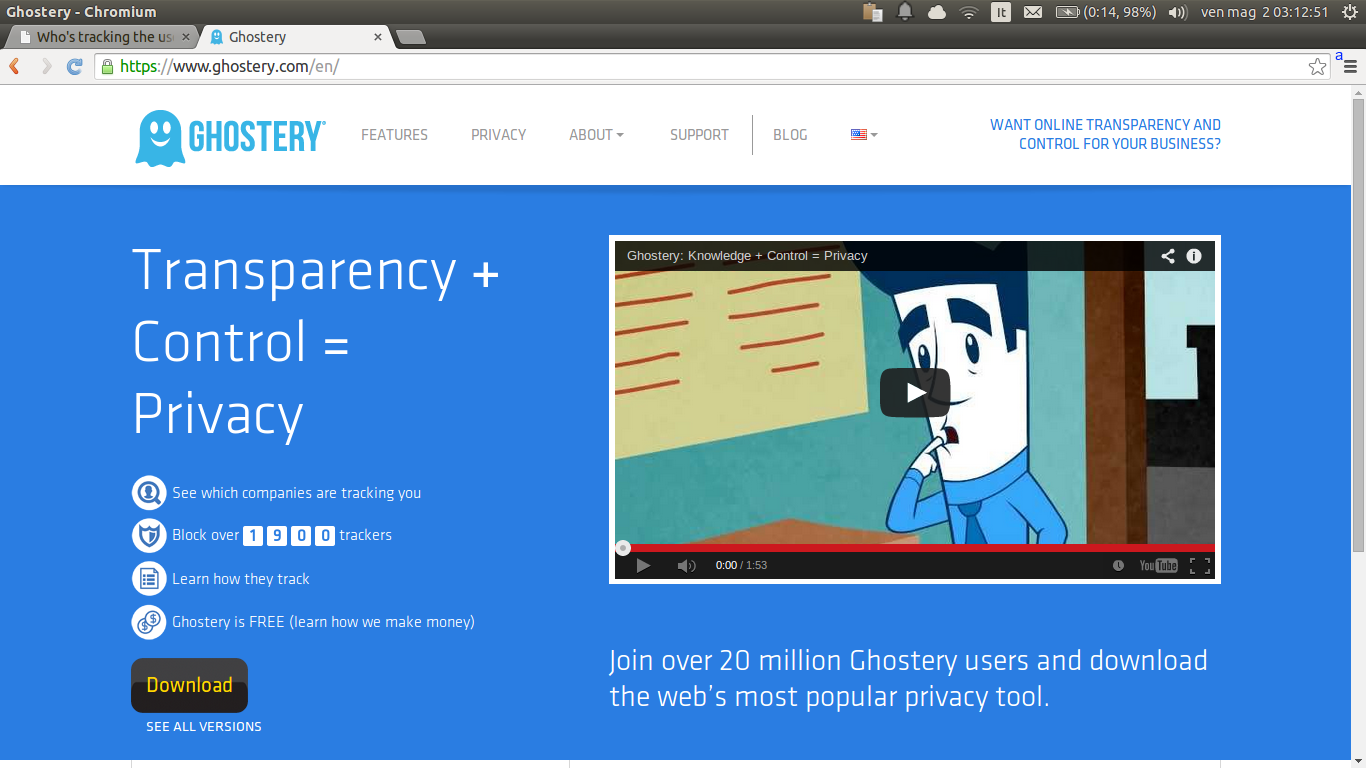 Ghostery - Chromium
It
(0:14, 98%)
ven mag 2 03:12:51
Who's tracking the us
Ghostery
https://www.ghostery.com/en/
a
GHOSTERY®
FEATURES
PRIVACY
ABOUT
SUPPORT
BLOG
WANT ONLINE TRANSPARENCY AND
CONTROL FOR YOUR BUSINESS?
Transparency +
Control =
Privacy
See which companies are tracking you
Block over 1900 trackers
Learn how they track
Ghostery is FREE (learn how we make money)
Download
SEE ALL VERSIONS
Ghostery: Knowledge + Control = Privacy
0:00 / 1:53
YouTube
Join over 20 million Ghostery users and download
the web's most popular privacy tool.